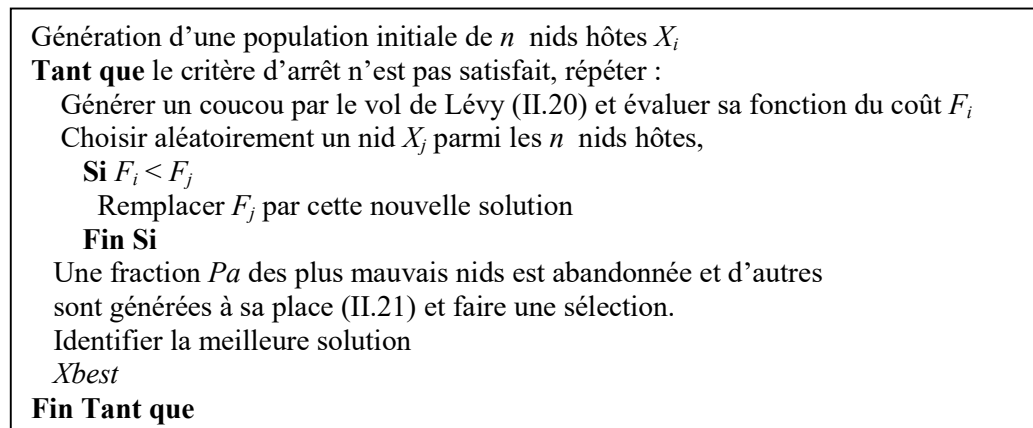 Génération d’une population initiale de n nids hôtes Xi
Tant que le critère d’arrêt n’est pas satisfait, répéter :
Générer un coucou par le vol de Lévy (II.20) et évaluer sa fonction du coût Fi
Choisir aléatoirement un nid Xj parmi les n nids hôtes,
Si Fi < Fj
Remplacer Fj par cette nouvelle solution
Fin Si
Une fraction Pa des plus mauvais nids est abandonnée et d’autres
sont générées à sa place (II.21) et faire une sélection.
Identifier la meilleure solution
Xbest
Fin Tant que